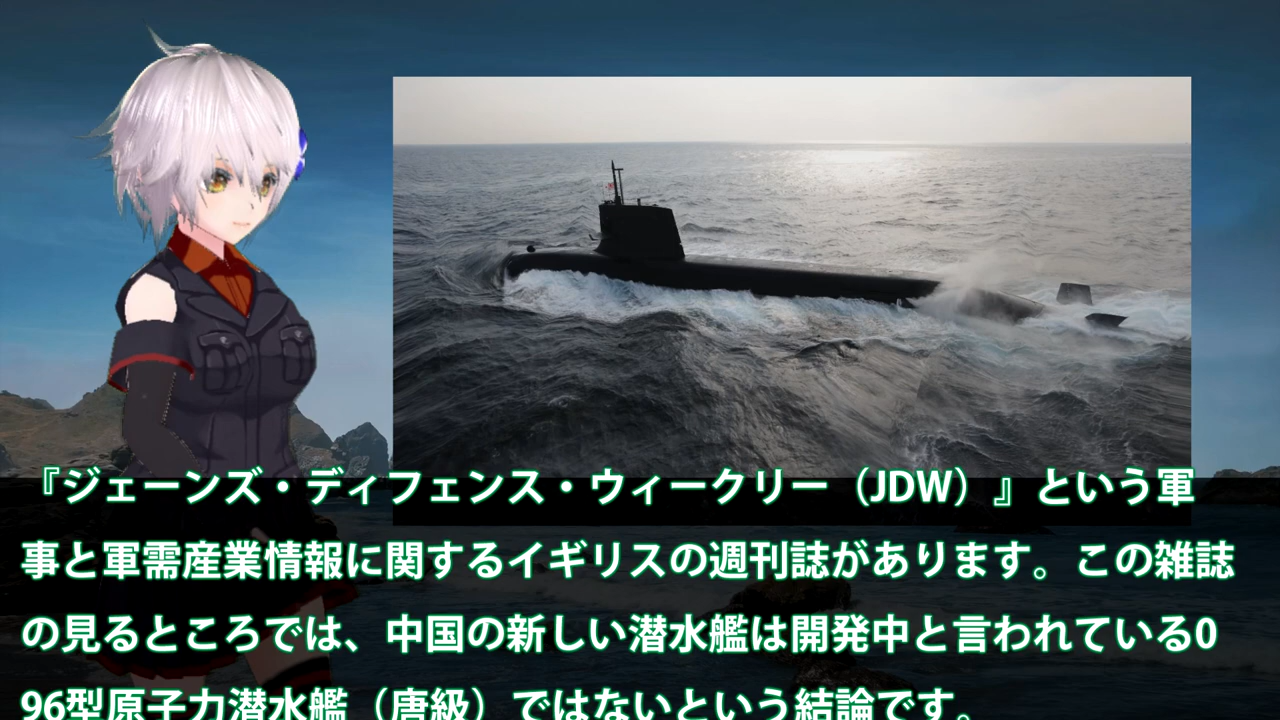 『ジェーンズ・ディフェンス・ウィークリー（JDW）』という軍
事と軍需産業情報に関するイギリスの週刊誌があります。この雑誌
の見るところでは、中国の新しい潜水艦は開発中と言われている0
96型原子力潜水艦（唐級）ではないという結論です。